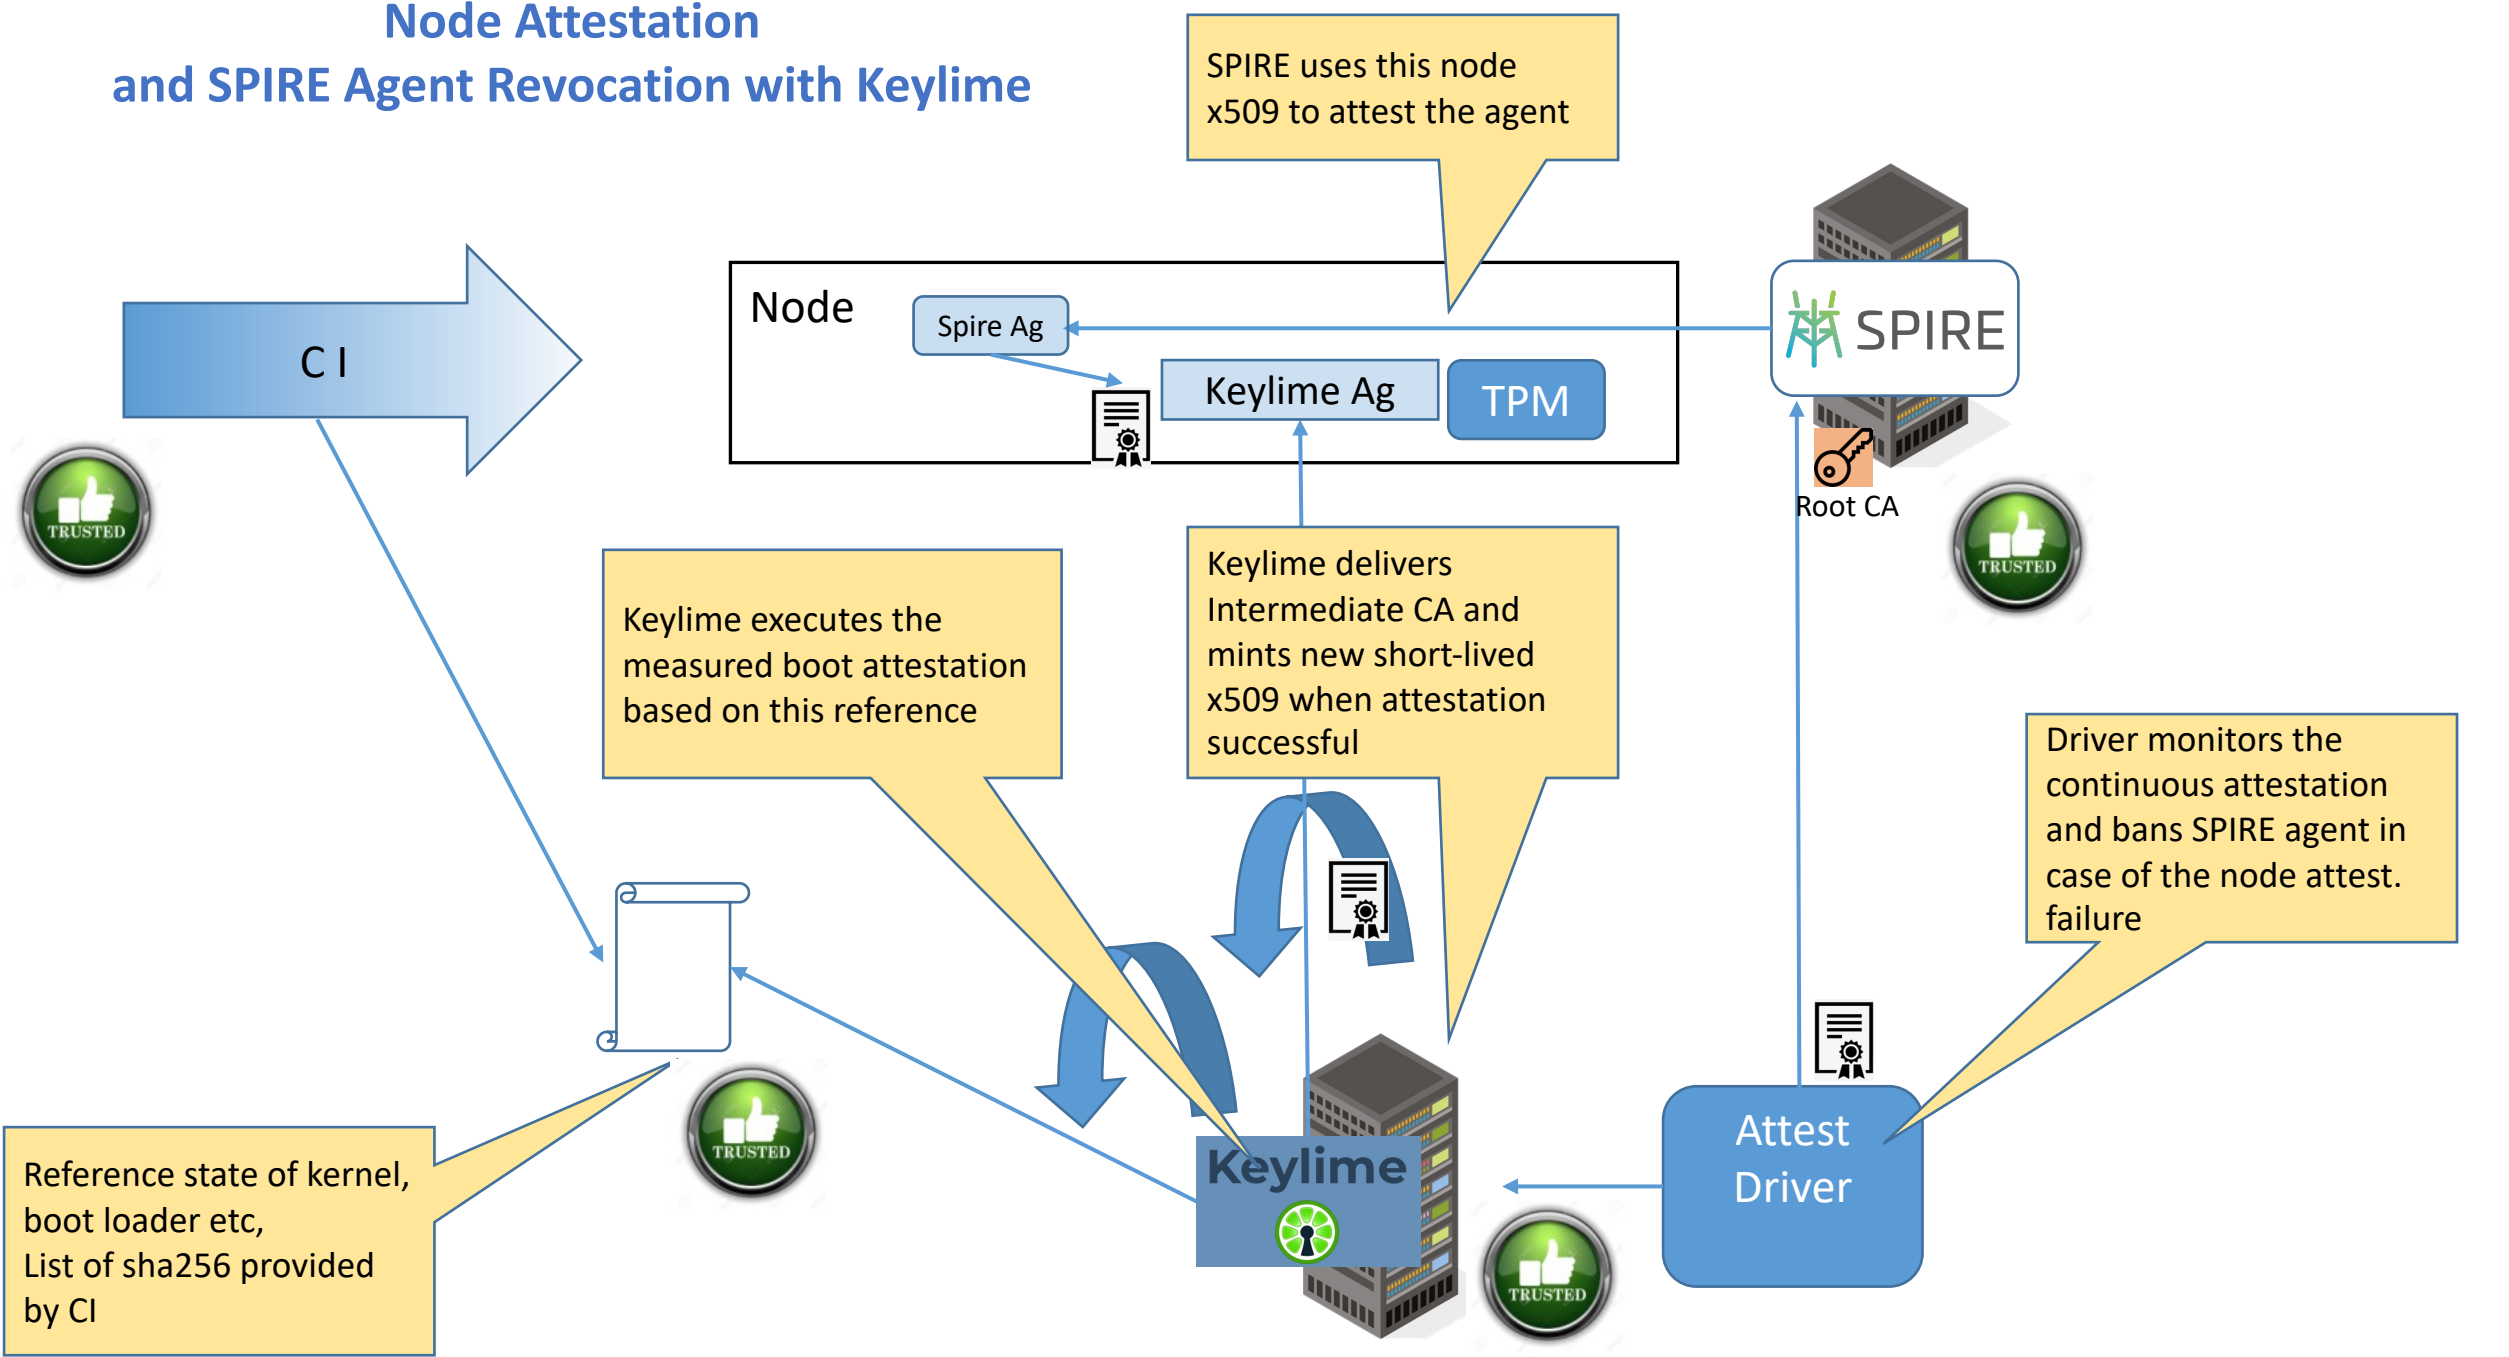 Node Attestation
and SPIRE Agent Revocation with Keylime
SPIRE uses this node
x509 to attest the agent
C I
Node
Spire Ag
Keylime Ag
TPM
SPIRE
Root CA
TRUSTED
TRUSTED
Keylime executes the
measured boot attestation
based on this reference
Keylime delivers
Intermediate CA and
mints new short-lived
x509 when attestation
successful
Driver monitors the
continuous attestation
and bans SPIRE agent in
case of the node attest.
failure
Reference state of kernel,
boot loader etc,
List of sha256 provided
by CI
TRUSTED
Keylime
TRUSTED
Attest
Driver